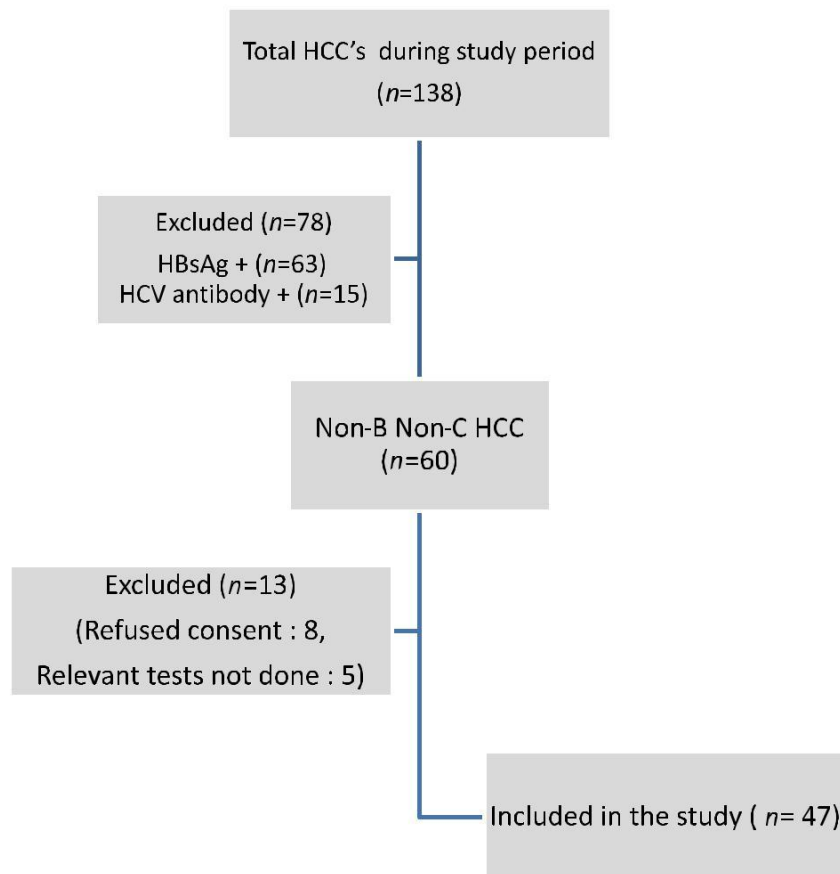 Total HCC's during study period
(n=138)
Excluded (n=78)
HBsAg + (n=63)
HCV antibody + (n=15)
Non-B Non-C HCC
(n=60)
Excluded (n=13)
(Refused consent : 8,
Relevant tests not done : 5)
Included in the study ( n= 47)